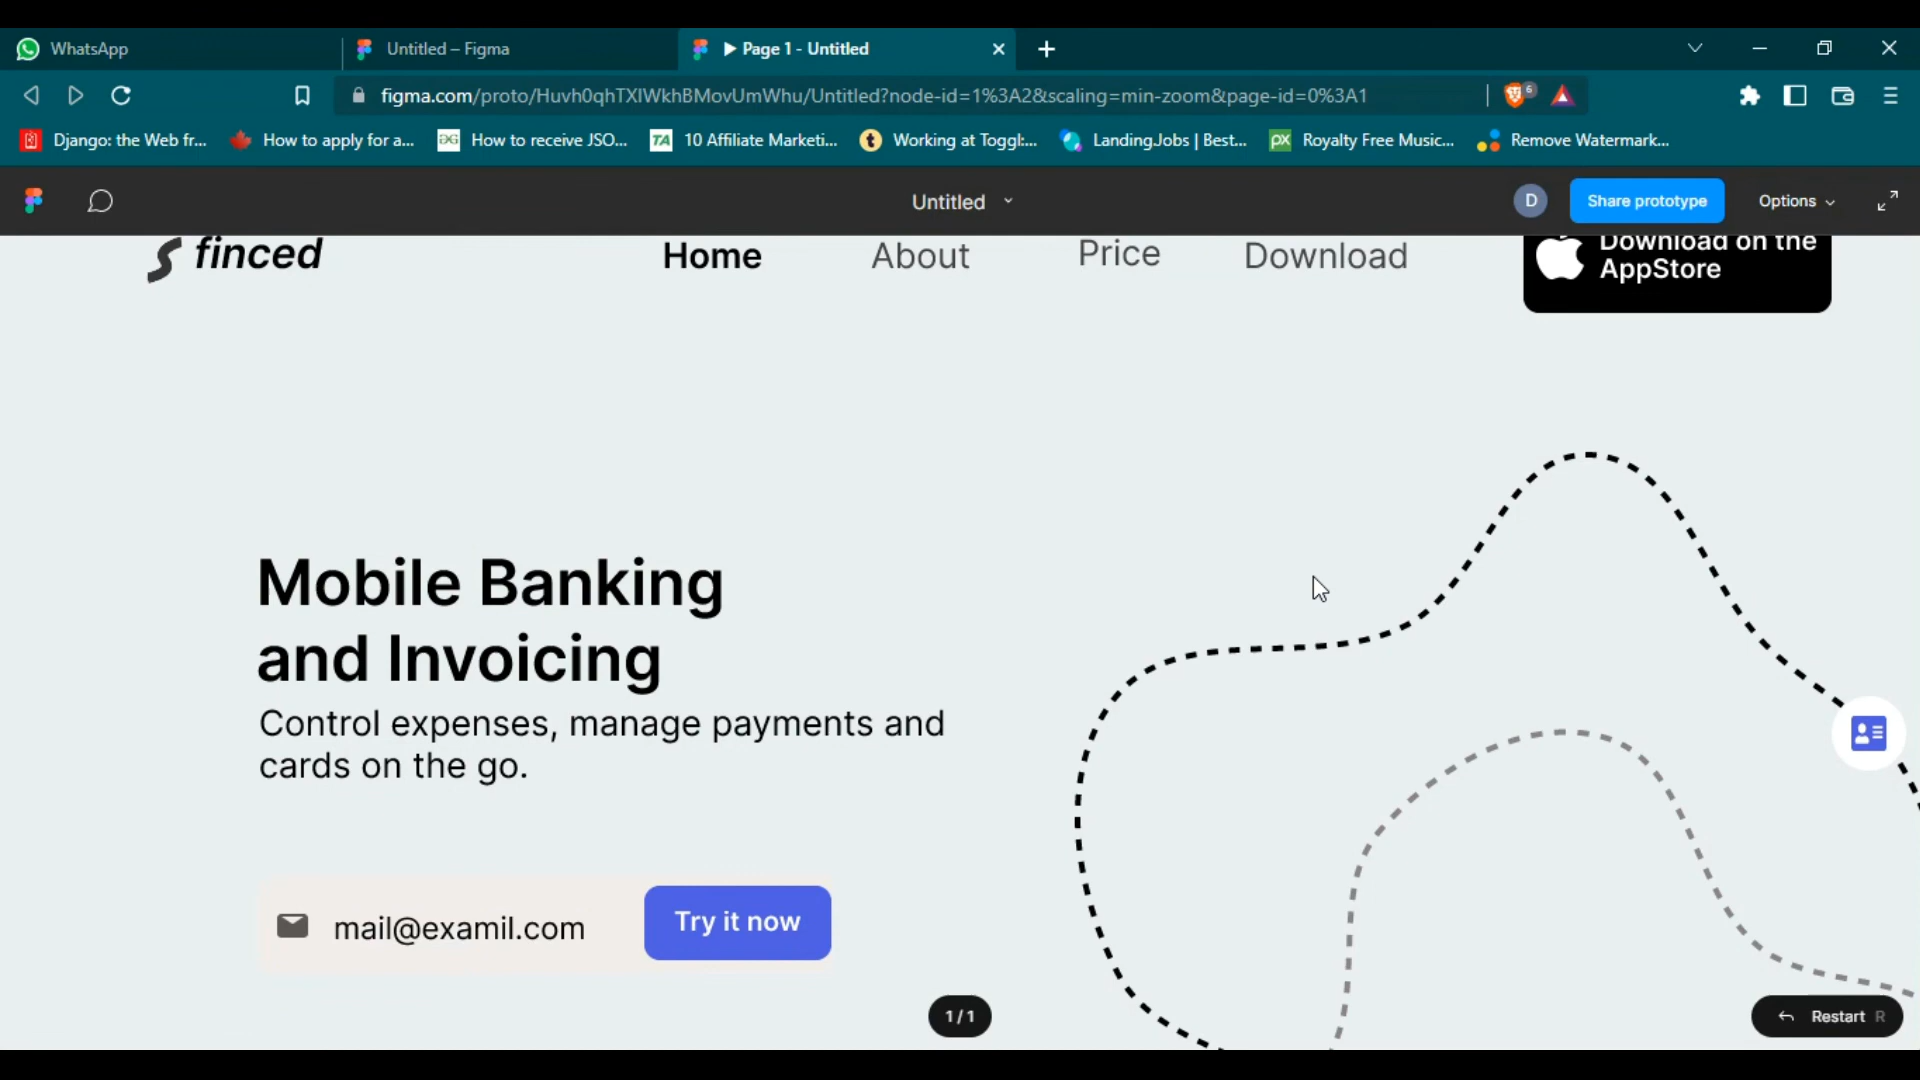 WhatsApp
Untitled – Figma
▶ Page 1 - Untitled
figma.com/proto/Huvh0qhTXIWkhBMovUmWhu/Untitled?node-id=1%3A2&scaling=min-zoom&page-id=0%3A1
6
Django: the Web fr...
How to apply for a...
How to receive JSO...
TA
10 Affiliate Marketi...
Working at Toggl:...
LandingJobs | Best...
px
Royalty Free Music...
Remove Watermark...
Untitled
D
Share prototype
Options
finced
Home
About
Price
Download
Download on the
AppStore
Mobile Banking
and Invoicing
Control expenses, manage payments and
cards on the go.
mail@examil.com
Try it now
1 / 1
Restart R